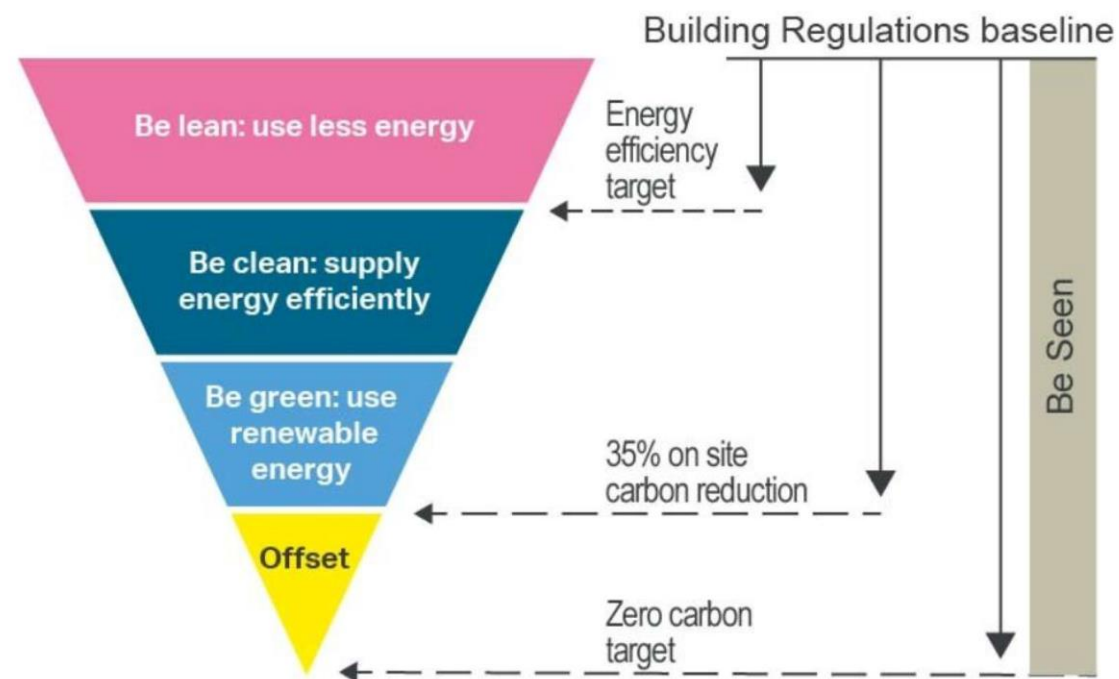 Building Regulations baseline
Be lean: use less energy
Energy
efficiency
target
Be clean: supply
energy efficiently
Be green: use
renewable
energy
35% on site
carbon reduction
Offset
Zero carbon
target
Be Seen